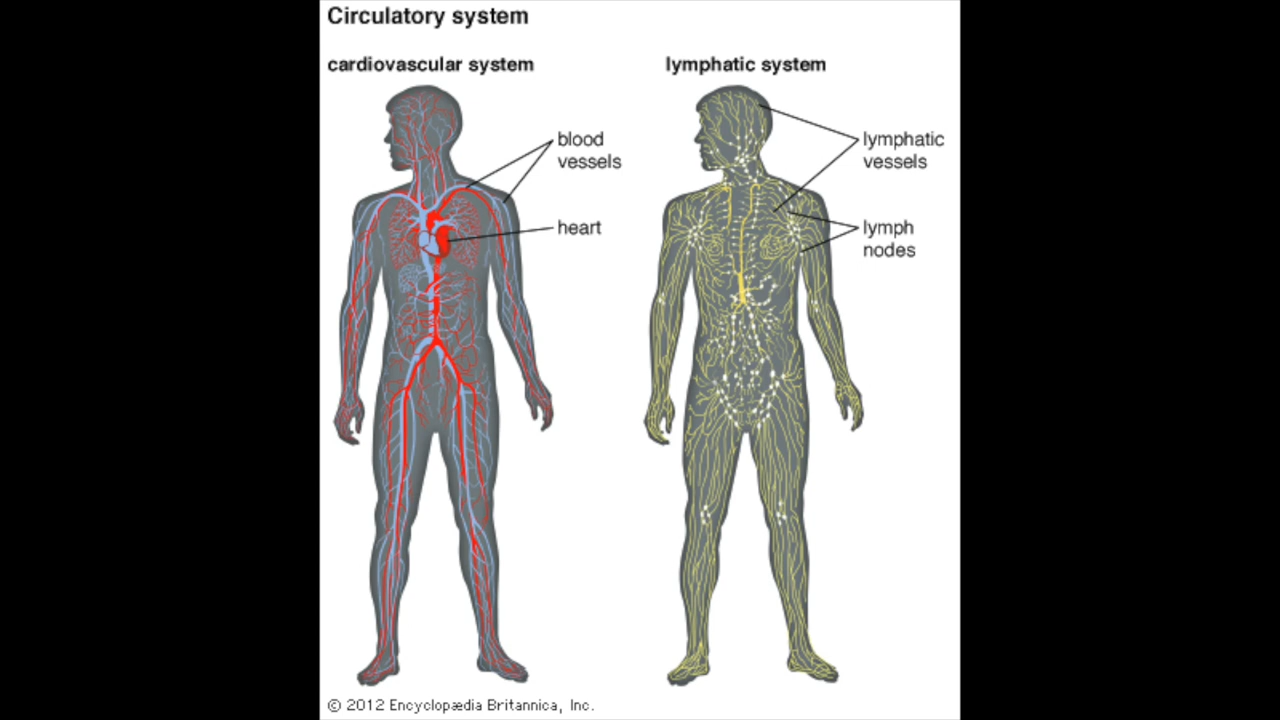 Circulatory system
cardiovascular system
lymphatic system
blood
vessels
heart
lymphatic
vessels
lymph
nodes
© 2012 Encyclopædia Britannica, Inc.